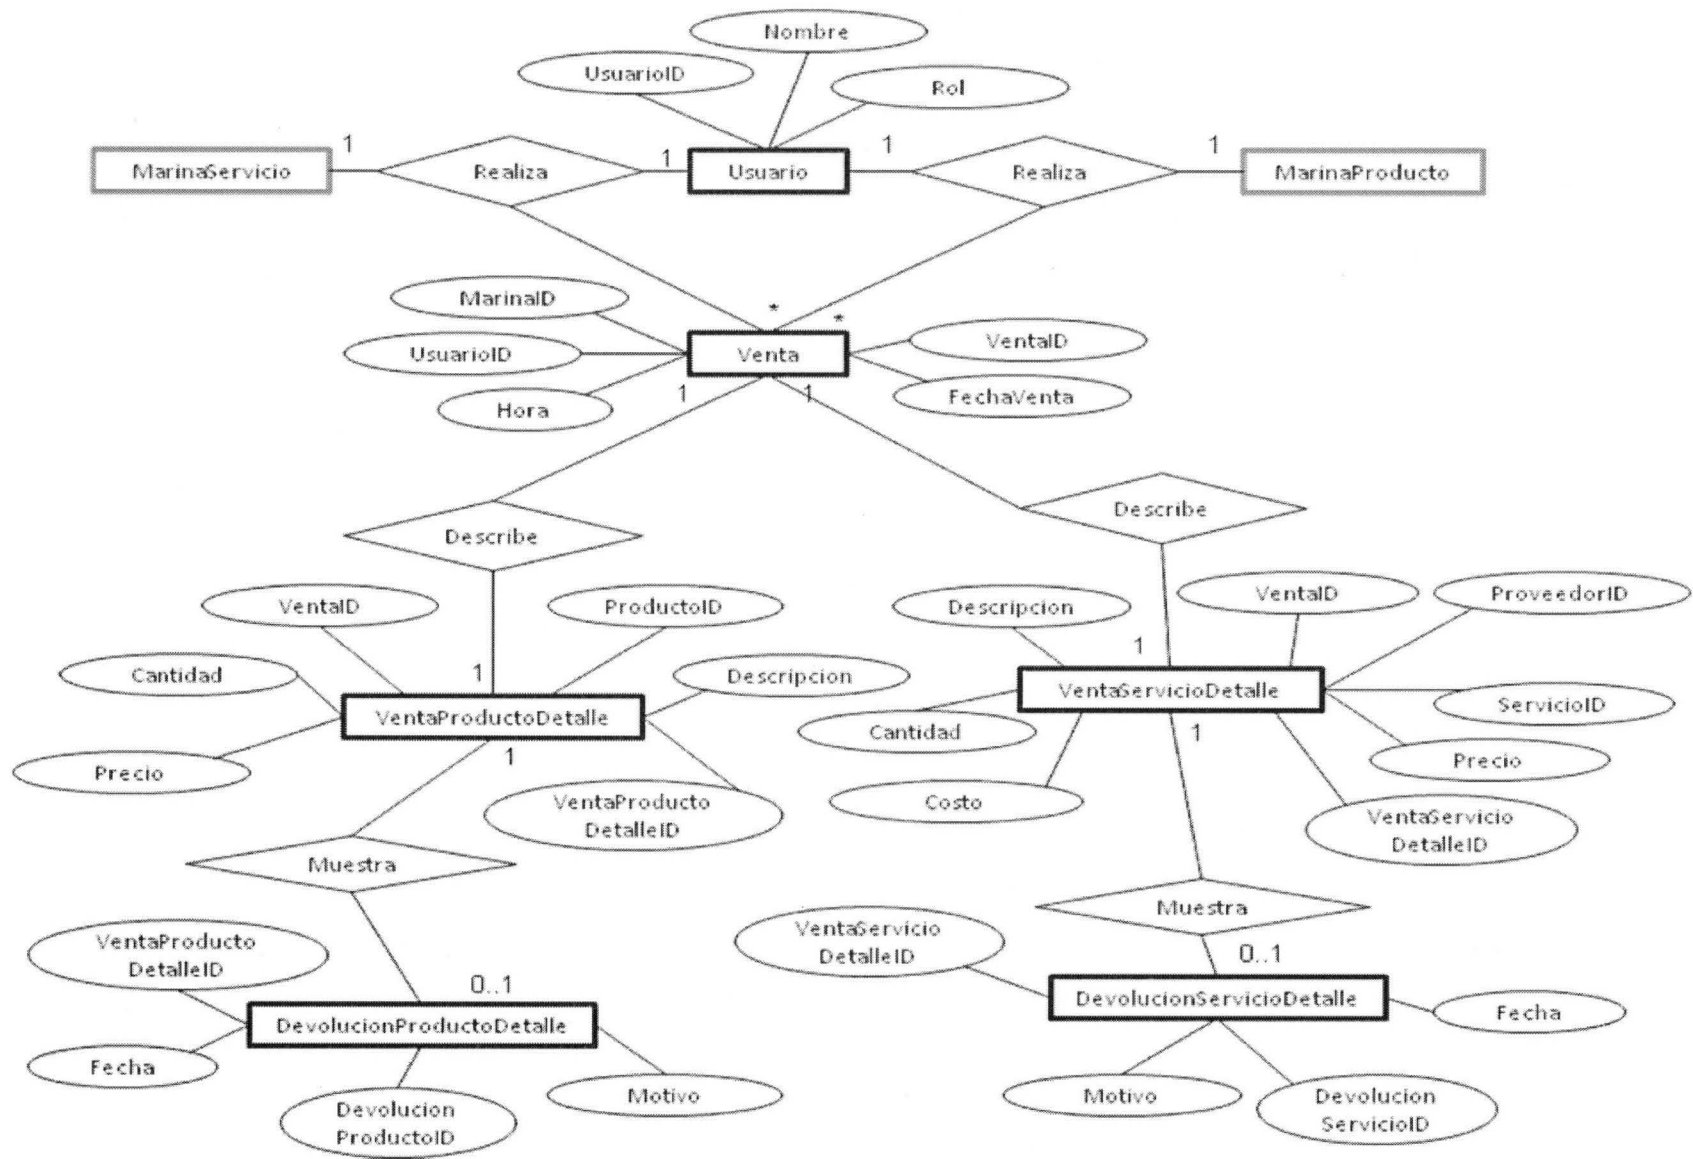 Nombre
UsuarioID
Rol
1
1
1
1
MarinaServicio
Realiza
Usuario
Realiza
MarinaProducto
MarinaID
*
*
UsuarioID
Venta
VentaID
Hora
1
1
FechaVenta
Describe
Describe
VentaID
ProductoID
Descripcion
VentaID
ProveedorID
Cantidad
1
Descripcion
1
VentaProductoDetalle
VentaServicioDetalle
ServicioID
Precio
1
Cantidad
1
Precio
VentaProducto
DetalleID
Costo
VentaServicio
DetalleID
Muestra
Muestra
VentaProducto
DetalleID
VentaServicio
DetalleID
0..1
0..1
DevolucionProductoDetalle
DevolucionServicioDetalle
Fecha
Fecha
Devolucion
ProductoID
Motivo
Motivo
Devolucion
ServicioID